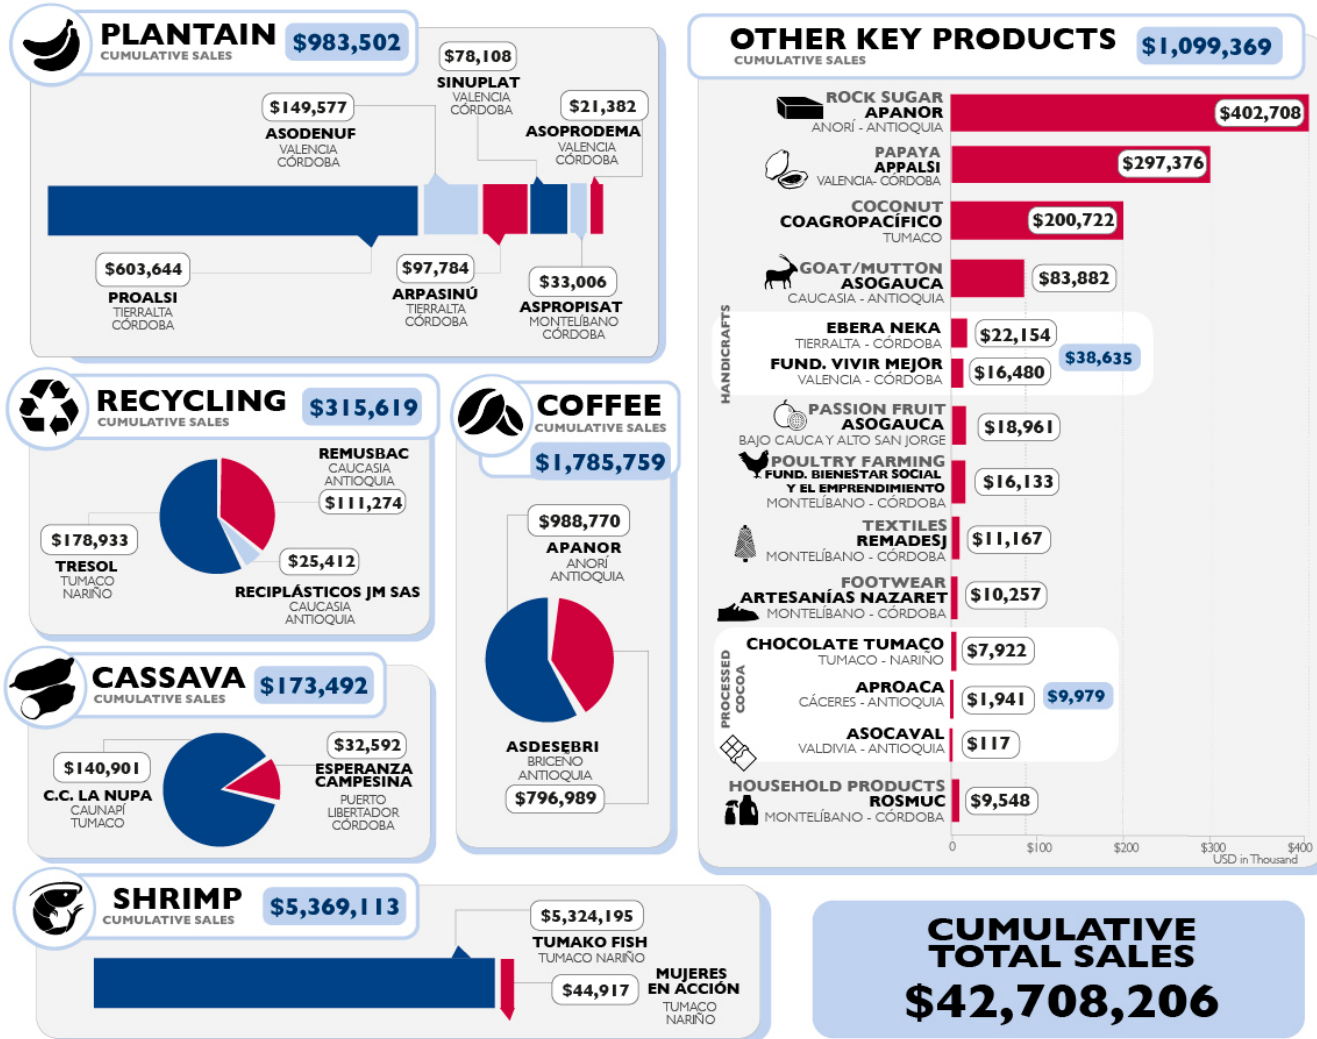 PLANTAIN
CUMULATIVE SALES
$983,502
$149,577
ASODENUF
VALENCIA
CÓRDOBA
$78,108
SINUPLAT
VALENCIA
CÓRDOBA
$21,382
ASOPRODEMA
VALENCIA
CÓRDOBA
$603,644
PROALSI
TIERRALTA
CÓRDOBA
$97,784
ARPASINÚ
TIERRALTA
CÓRDOBA
$33,006
ASPROPISAT
MONTELÍBANO
CÓRDOBA
RECYCLING
CUMULATIVE SALES
$315,619
REMUSBAC
CAUCASIA
ANTIOQUIA
$111,274
$178,933
TRESOL
TUMACO
NARIÑO
$25,412
RECIPLÁSTICOS JM SAS
CAUCASIA
ANTIOQUIA
COFFEE
CUMULATIVE SALES
$1,785,759
$988,770
APANOR
ANORÍ
ANTIOQUIA
ASDESEBRI
BRICEÑO
ANTIOQUIA
$796,989
CASSAVA
CUMULATIVE SALES
$173,492
$140,901
C.C. LA NUPA
CAUNAPÍ
TUMACO
$32,592
ESPERANZA
CAMPESINA
PUERTO
LIBERTADOR
CÓRDOBA
SHRIMP
CUMULATIVE SALES
$5,369,113
$5,324,195
TUMAKO FISH
TUMACO NARIÑO
$44,917
MUJERES
EN ACCIÓN
TUMACO
NARIÑO
OTHER KEY PRODUCTS
CUMULATIVE SALES
$1,099,369
ROCK SUGAR
APANOR
ANORÍ - ANTIOQUIA
$402,708
PAPAYA
APPALSI
VALENCIA- CÓRDOBA
$297,376
COCONUT
COAGROPACÍFICO
TUMACO
$200,722
GOAT/MUTTON
ASOGAUCA
CAUCASIA - ANTIOQUIA
$83,882
HANDICRAFTS
EBERA NEKA
TIERRALTA - CÓRDOBA
$22,154
FUND. VIVIR MEJOR
VALENCIA - CÓRDOBA
$16,480
$38,635
PASSION FRUIT
ASOGAUCA
BAJO CAUCA Y ALTO SAN JORGE
$18,961
POULTRY FARMING
FUND. BIENESTAR SOCIAL
Y EL EMPRENDIMIENTO
MONTELÍBANO - CÓRDOBA
$16,133
TEXTILES
REMADESJ
MONTELÍBANO - CÓRDOBA
$11,167
FOOTWEAR
ARTESANÍAS NAZARET
MONTELÍBANO - CÓRDOBA
$10,257
PROCESSED
COCOA
CHOCOLATE TUMACO
TUMACO - NARIÑO
$7,922
APROACA
CÁCERES - ANTIOQUIA
$1,941
$9,979
ASOCAVAL
VALDIVIA - ANTIOQUIA
$117
HOUSEHOLD PRODUCTS
ROSMUC
MONTELÍBANO - CÓRDOBA
$9,548
0 $100 $200 $300 $400
USD in Thousand
CUMULATIVE
TOTAL SALES
$42,708,206